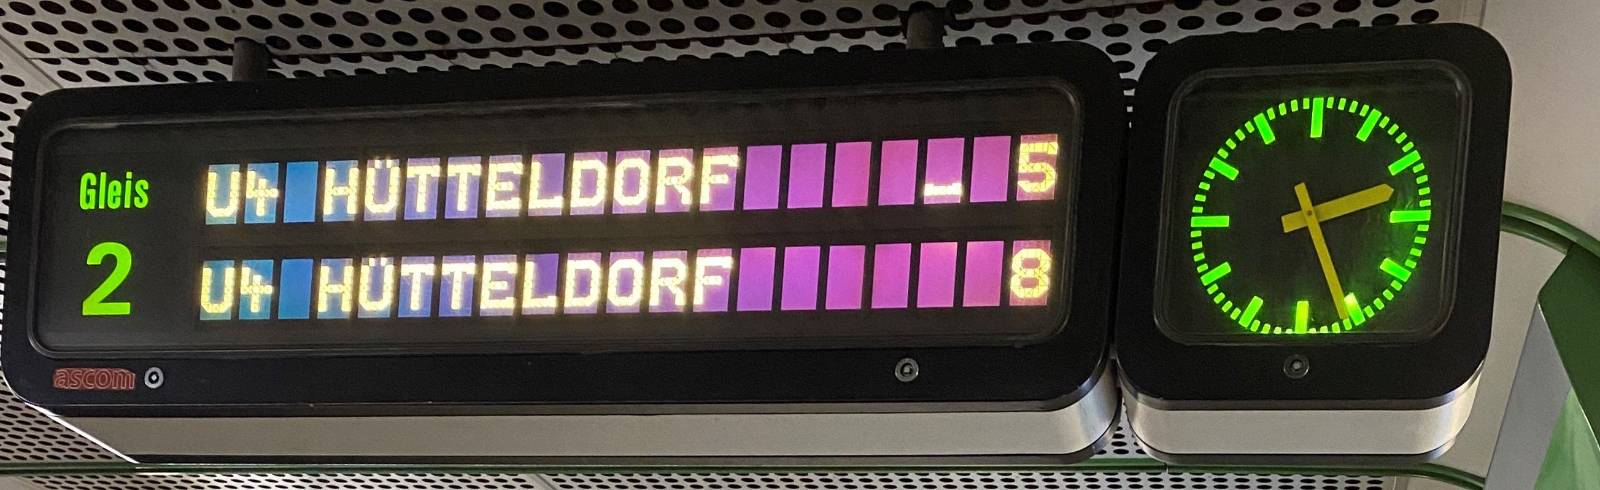 Gleis
2
U4 HÜTTELDORF 5
U4 HÜTTELDORF 8
ascom